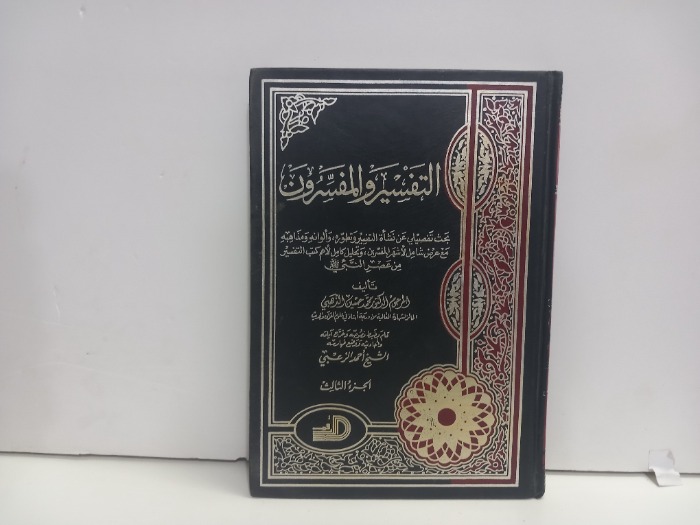 التفسير والمفسرون
بحث تفصيلي عن نشأة التفسير وتطوره، وألوانه ومذاهبه
مع عرض شامل لأشهر المفسرين، وتحليل كامل لأهم كتب التفسير
من عصر النبي ﷺ
تأليف
المرحوم الدكتور محمد حسين الذهبي
الشيخ أحمد الزعبي
الجزء الثالث